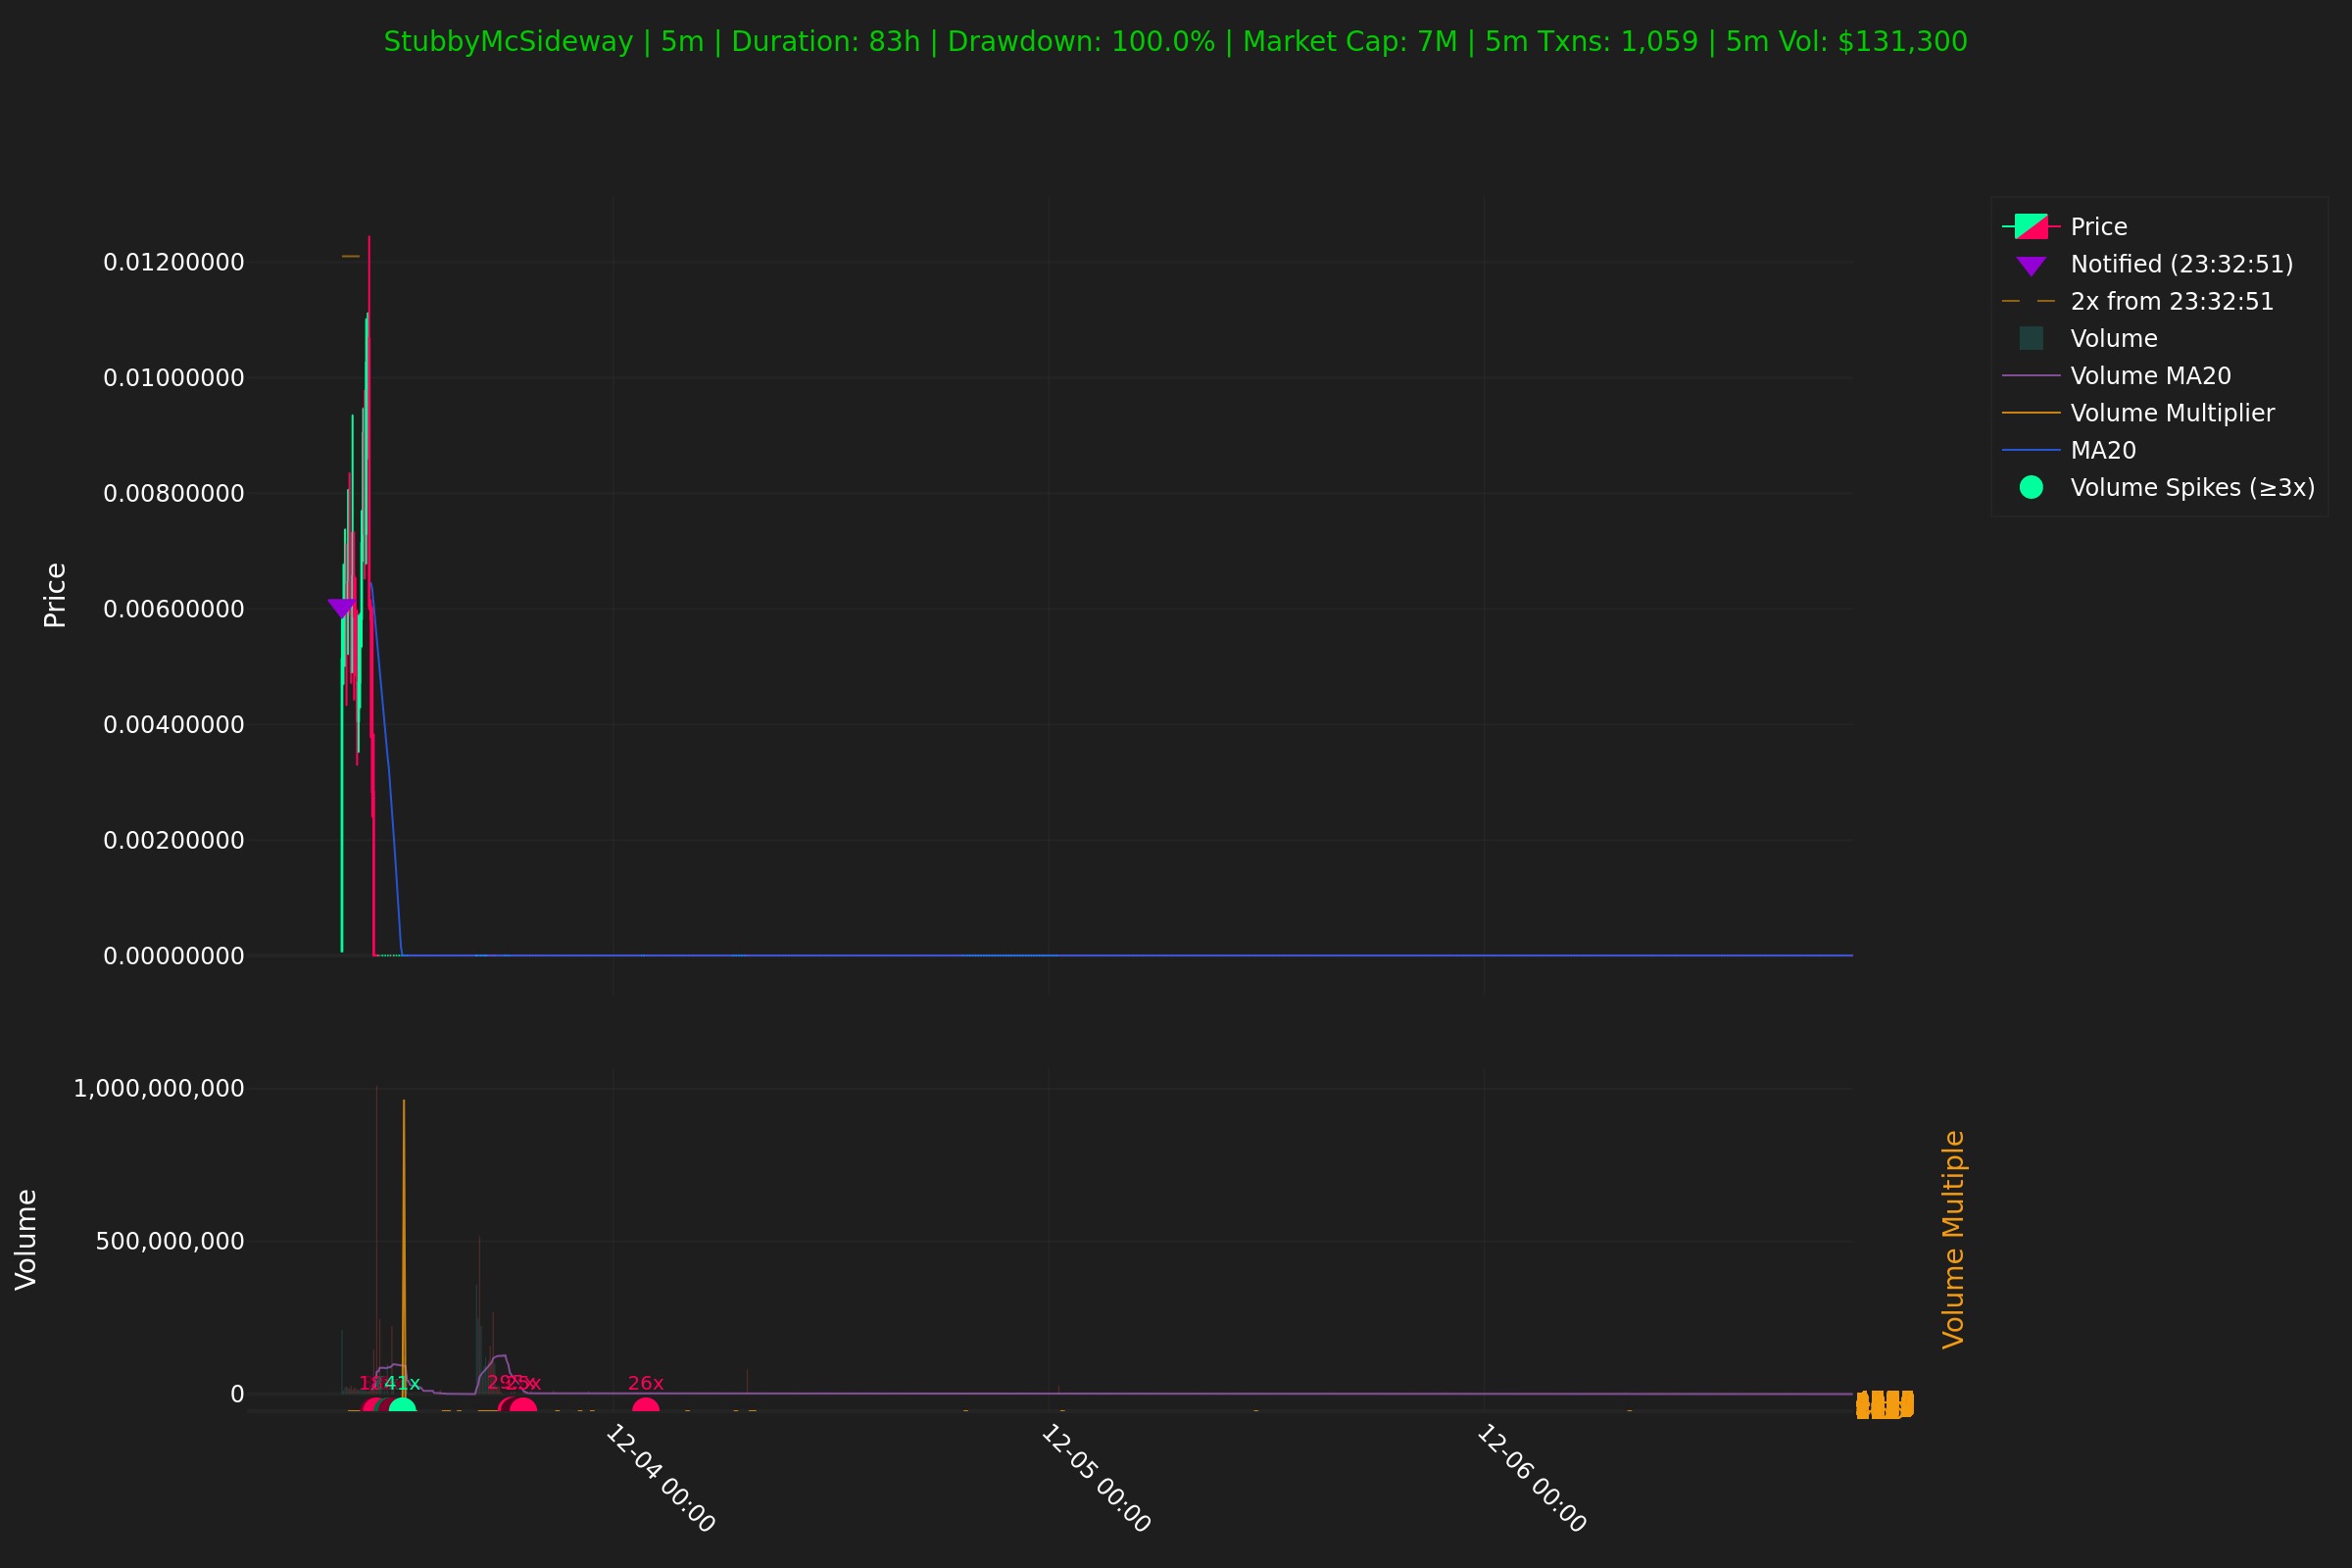 StubbyMcSideway | 5m | Duration: 83h | Drawdown: 100.0% | Market Cap: 7M | 5m Txns: 1,059 | 5m Vol: $131,300
Price
Notified (23:32:51)
2x from 23:32:51
Volume
Volume MA20
Volume Multiplier
MA20
Volume Spikes (≥3x)
Price
0.01200000
0.01000000
0.00800000
0.00600000
0.00400000
0.00200000
0.00000000
Volume
1,000,000,000
500,000,000
0
41x
25x
26x
Volume Multiple
12-04 00:00
12-05 00:00
12-06 00:00